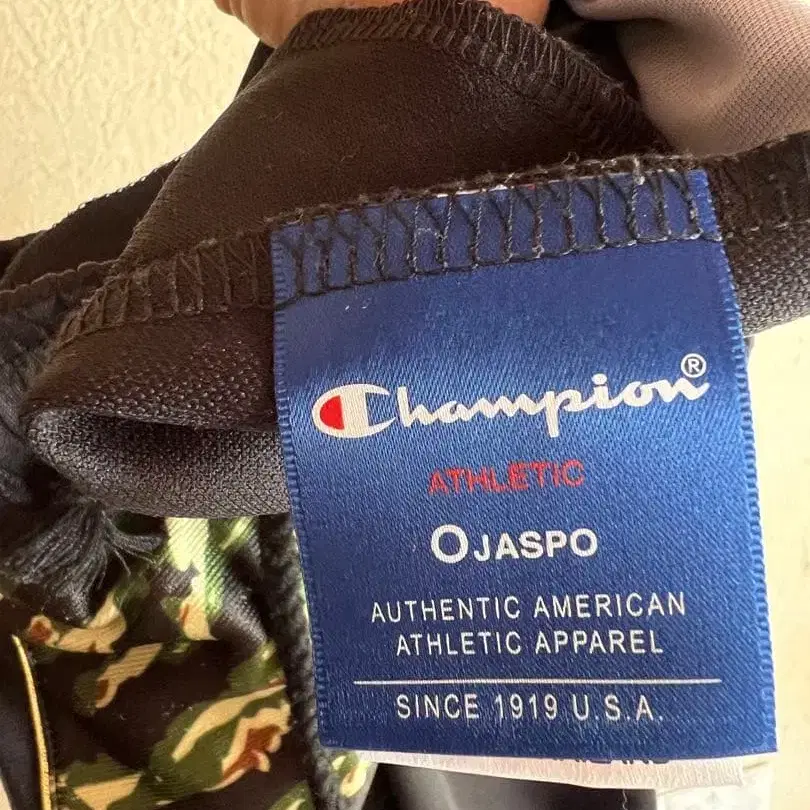 Champion®
ATHLETIC
OJASPO
AUTHENTIC AMERICAN
ATHLETIC APPAREL
SINCE 1919 U.S.A.